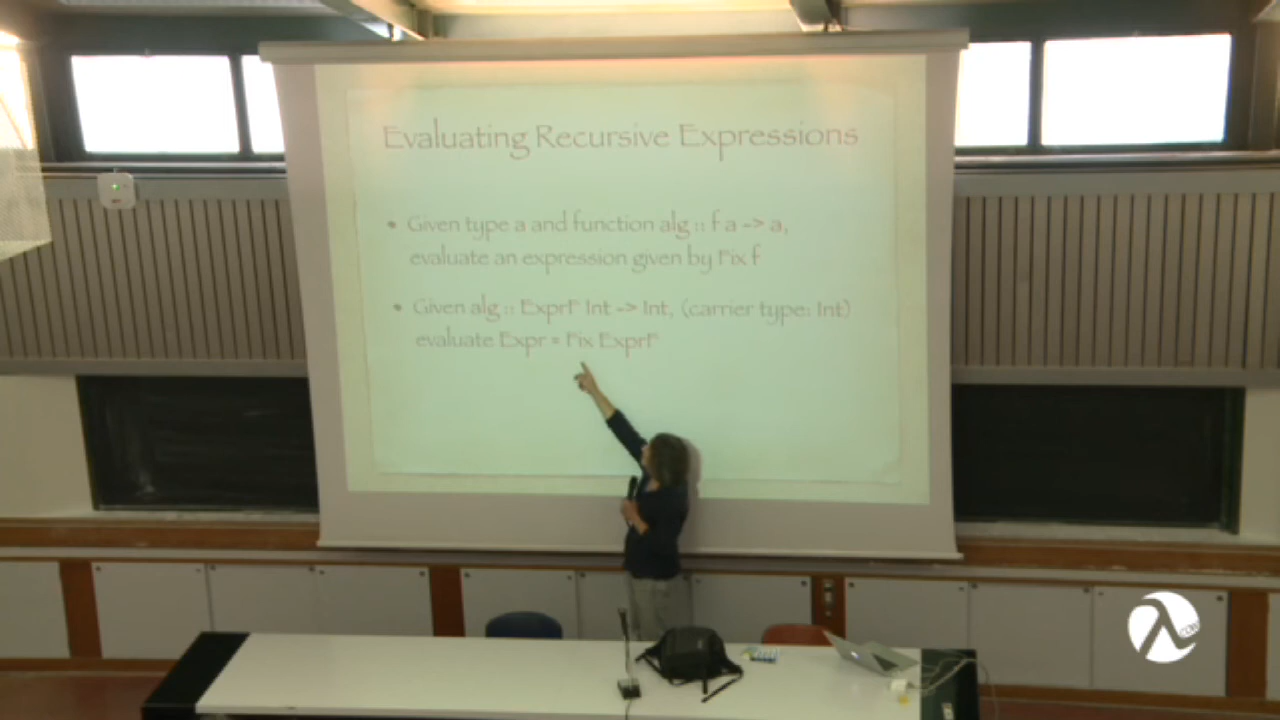 Evaluating Recursive Expressions
• Given type a and function alg :: f a -> a,
evaluate an expression given by Fix f
• Given alg :: ExprF Int -> Int, (carrier type: Int)
evaluate Expr = Fix ExprF
λ COM